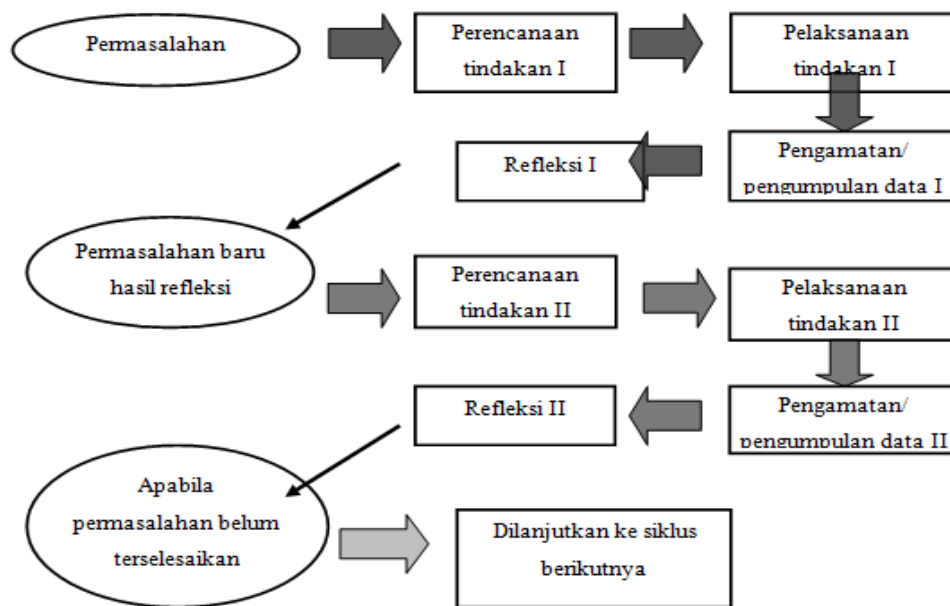 Permasalahan
Perencanaan
tindakan I
Pelaksanaan
tindakan I
Pengamatan/
pengumpulan data I
Refleksi I
Permasalahan baru
hasil refleksi
Perencanaan
tindakan II
Pelaksanaan
tindakan II
Pengamatan/
pengumpulan data II
Refleksi II
Apabila
permasalahan belum
terselesaikan
Dilanjutkan ke siklus
berikutnya